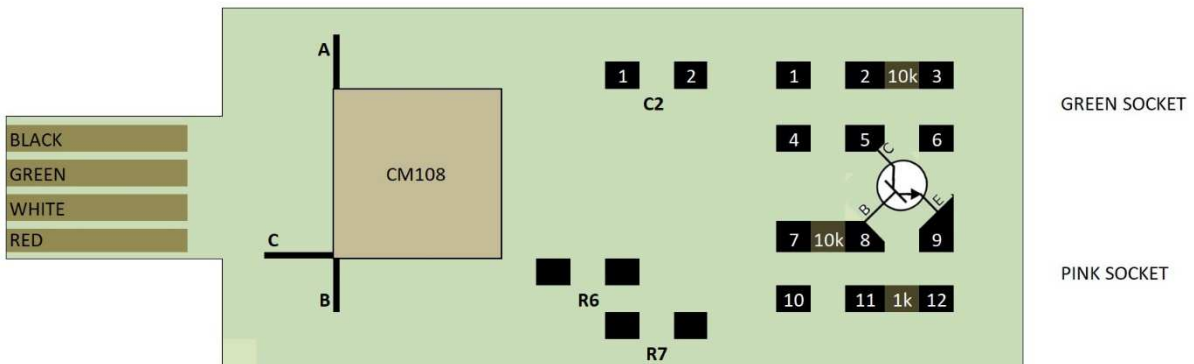 A
1 2 1 2 10k 3
C2
GREEN SOCKET
BLACK
GREEN
WHITE
RED
CM108
4 5 6
C
B E
7 10k 8 9
C
B
R6
R7
PINK SOCKET
10 11 1k 12